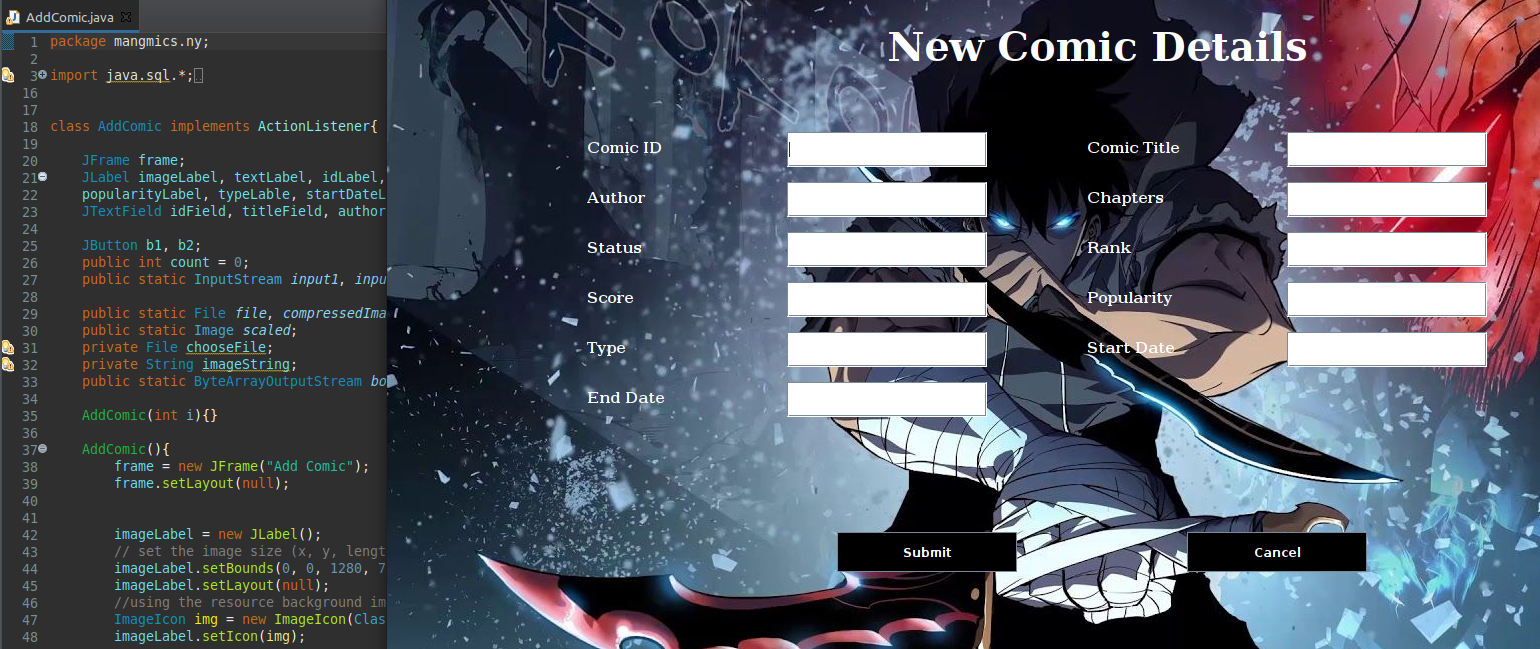 AddComic.java
1 package mangmics.ny;
2
3 import java.sql.*;
16
17
18 class AddComic implements ActionListener{
19
20 JFrame frame;
21 JLabel imageLabel, textLabel, idLabel,
22 popularityLabel, typeLable, startDateL
23 JTextField idField, titleField, author
24
25 JButton b1, b2;
26 public int count = 0;
27 public static InputStream input1, inpu
28
29 public static File file, compressedIma
30 public static Image scaled;
31 private File chooseFile;
32 private String imageString;
33 public static ByteArrayOutputStream bo
34
35 AddComic(int i){}
36
37 AddComic(){
38 frame = new JFrame("Add Comic");
39 frame.setLayout(null);
40
41
42 imageLabel = new JLabel();
43 // set the image size (x, y, lengt
44 imageLabel.setBounds(0, 0, 1280, 7
45 imageLabel.setLayout(null);
46 //using the resource background im
47 ImageIcon img = new ImageIcon(Clas
48 imageLabel.setIcon(img);
New Comic Details
Comic ID
Comic Title
Author
Chapters
Status
Rank
Score
Popularity
Type
Start Date
End Date
Submit
Cancel